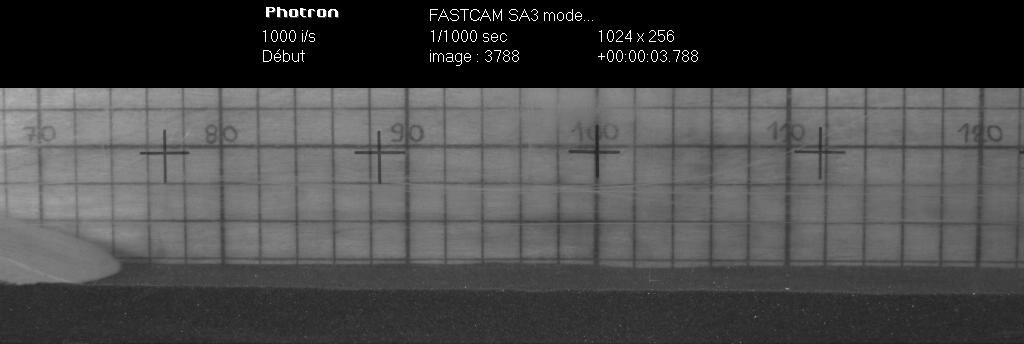 Photron FASTCAM SA3 mode...
1000 i/s 1/1000 sec 1024 x 256
Début image : 3788 +00:00:03.788
70 80 90 100 110 120